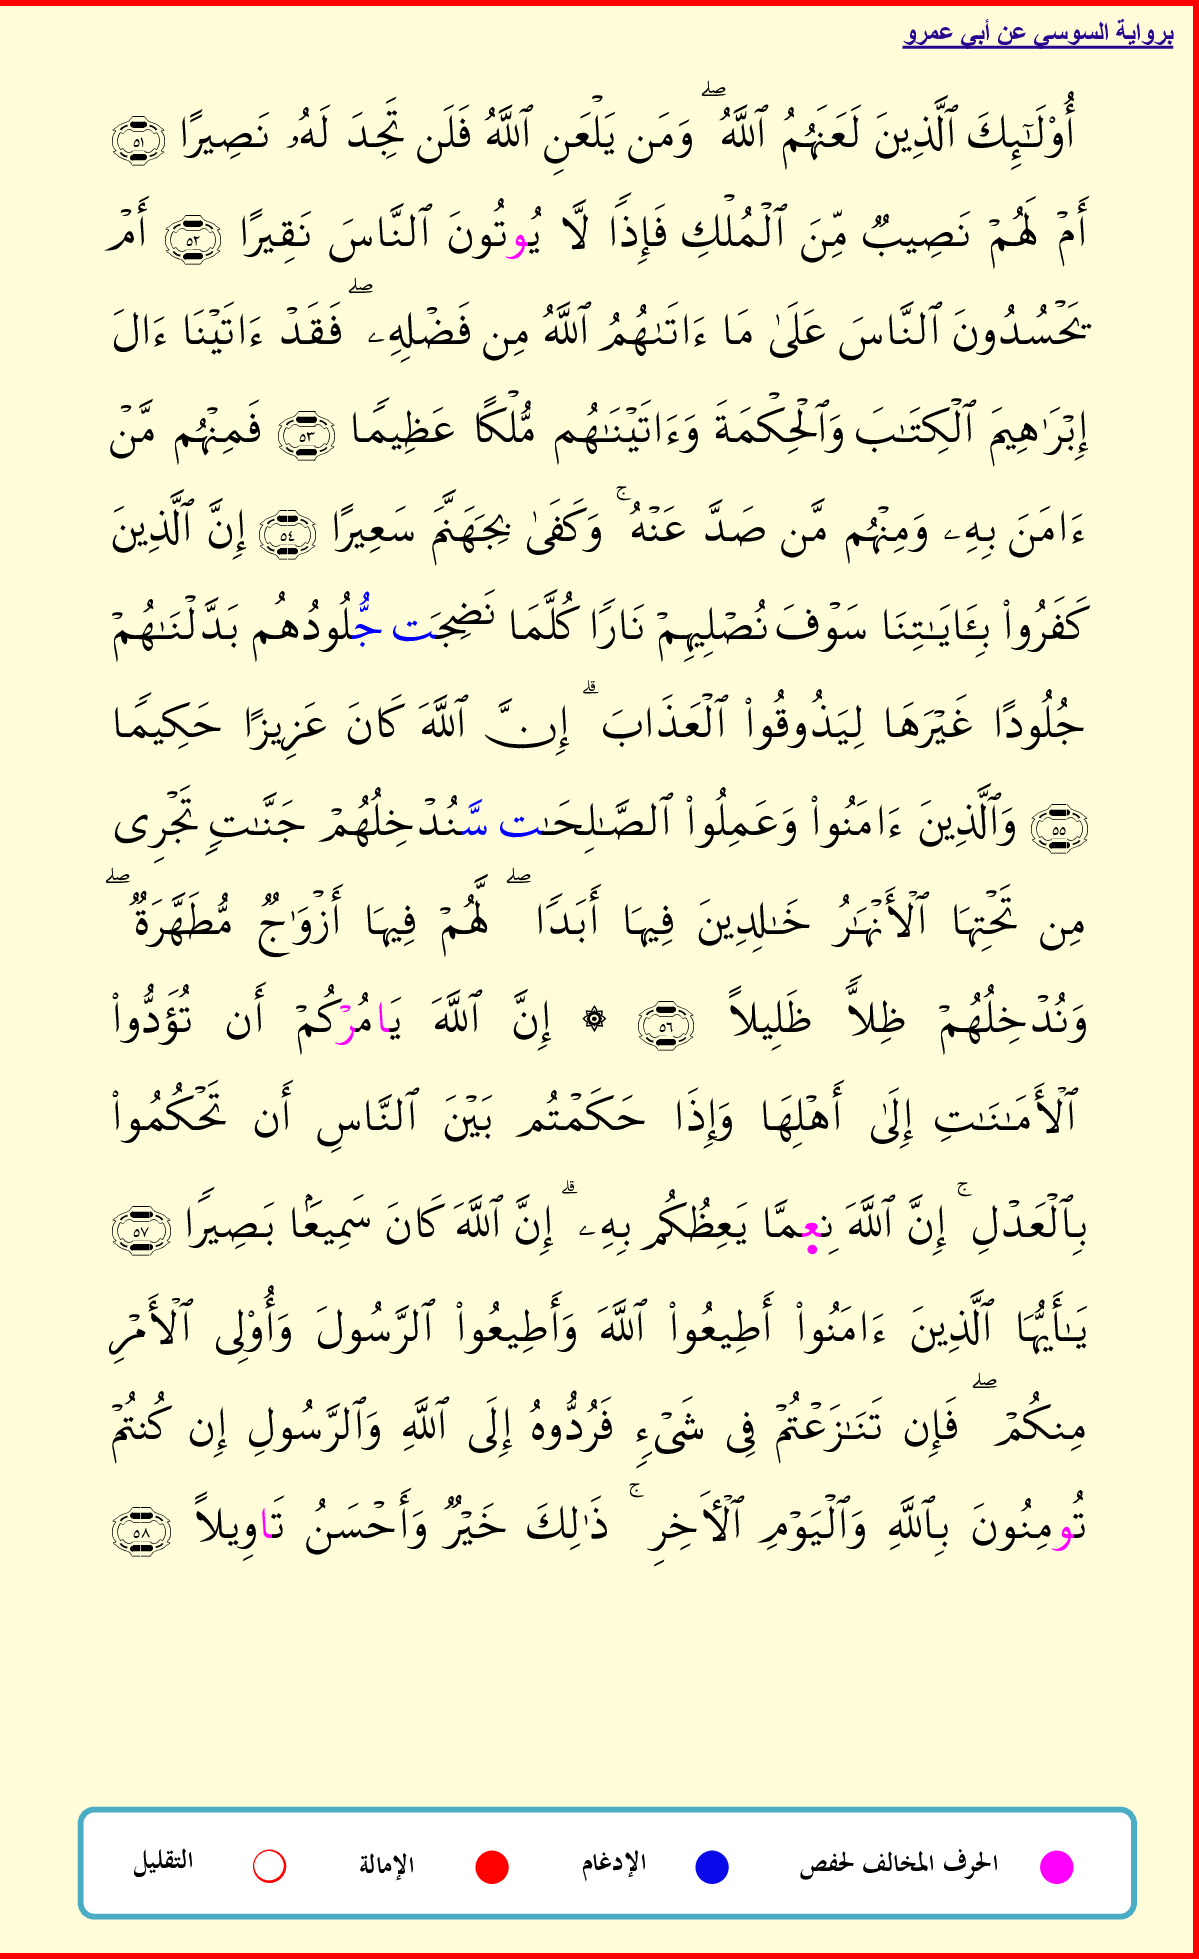 برواية السوسي عن أبي عمرو
أُوْلَـٰٓئِكَ ٱلَّذِينَ لَعَنَهُمُ ٱللَّهُۖ وَمَن يَلْعَنِ ٱللَّهُ فَلَن تَجِدَ لَهُۥ نَصِيرًا ٥١
أَمْ لَهُمْ نَصِيبٌ مِّنَ ٱلْمُلْكِ فَإِذًا لَّا يُوتُونَ ٱلنَّاسَ نَقِيرًا ٥٢ أَمْ
يَحْسُدُونَ ٱلنَّاسَ عَلَىٰ مَا ءَاتَىٰهُمُ ٱللَّهُ مِن فَضْلِهِۦۖ فَقَدْ ءَاتَيْنَا ءَالَ
إِبْرَٰهِيمَ ٱلْكِتَـٰبَ وَٱلْحِكْمَةَ وَءَاتَيْنَـٰهُم مُّلْكًا عَظِيمًا ٥٣ فَمِنْهُم مَّنْ
ءَامَنَ بِهِۦ وَمِنْهُم مَّن صَدَّ عَنْهُۚ وَكَفَىٰ بِجَهَنَّمَ سَعِيرًا ٥٤ إِنَّ ٱلَّذِينَ
كَفَرُواْ بِـَٔايَـٰتِنَا سَوْفَ نُصْلِيهِمْ نَارًا كُلَّمَا نَضِجَت جُّلُودُهُم بَدَّلْنَـٰهُمْ
جُلُودًا غَيْرَهَا لِيَذُوقُواْ ٱلْعَذَابَۗ إِنَّ ٱللَّهَ كَانَ عَزِيزًا حَكِيمًا
٥٥ وَٱلَّذِينَ ءَامَنُواْ وَعَمِلُواْ ٱلصَّـٰلِحَـٰت سَّنُدْخِلُهُمْ جَنَّـٰتٍ تَجْرِى
مِن تَحْتِهَا ٱلْأَنْهَـٰرُ خَـٰلِدِينَ فِيهَا أَبَدًاۖ لَّهُمْ فِيهَا أَزْوَٰجٌ مُّطَهَّرَةٌۖ
وَنُدْخِلُهُمْ ظِلاًّ ظَلِيلاً ٥٦ ۞ إِنَّ ٱللَّهَ يَامُرْكُمْ أَن تُؤَدُّواْ
ٱلْأَمَـٰنَـٰتِ إِلَىٰ أَهْلِهَا وَإِذَا حَكَمْتُم بَيْنَ ٱلنَّاسِ أَن تَحْكُمُواْ
بِٱلْعَدْلِۚ إِنَّ ٱللَّهَ نِعِمَّا يَعِظُكُم بِهِۦۗ إِنَّ ٱللَّهَ كَانَ سَمِيعًۢا بَصِيرًا ٥٧
يَـٰٓأَيُّهَا ٱلَّذِينَ ءَامَنُواْ أَطِيعُواْ ٱللَّهَ وَأَطِيعُواْ ٱلرَّسُولَ وَأُوْلِى ٱلْأَمْرِ
مِنكُمْۖ فَإِن تَنَـٰزَعْتُمْ فِى شَىْءٍ فَرُدُّوهُ إِلَى ٱللَّهِ وَٱلرَّسُولِ إِن كُنتُمْ
تُومِنُونَ بِٱللَّهِ وَٱلْيَوْمِ ٱلْأَخِرِۚ ذَٰلِكَ خَيْرٌ وَأَحْسَنُ تَاوِيلاً ٥٨
الحرف المخالف لحفص الإدغام الإمالة التقليل